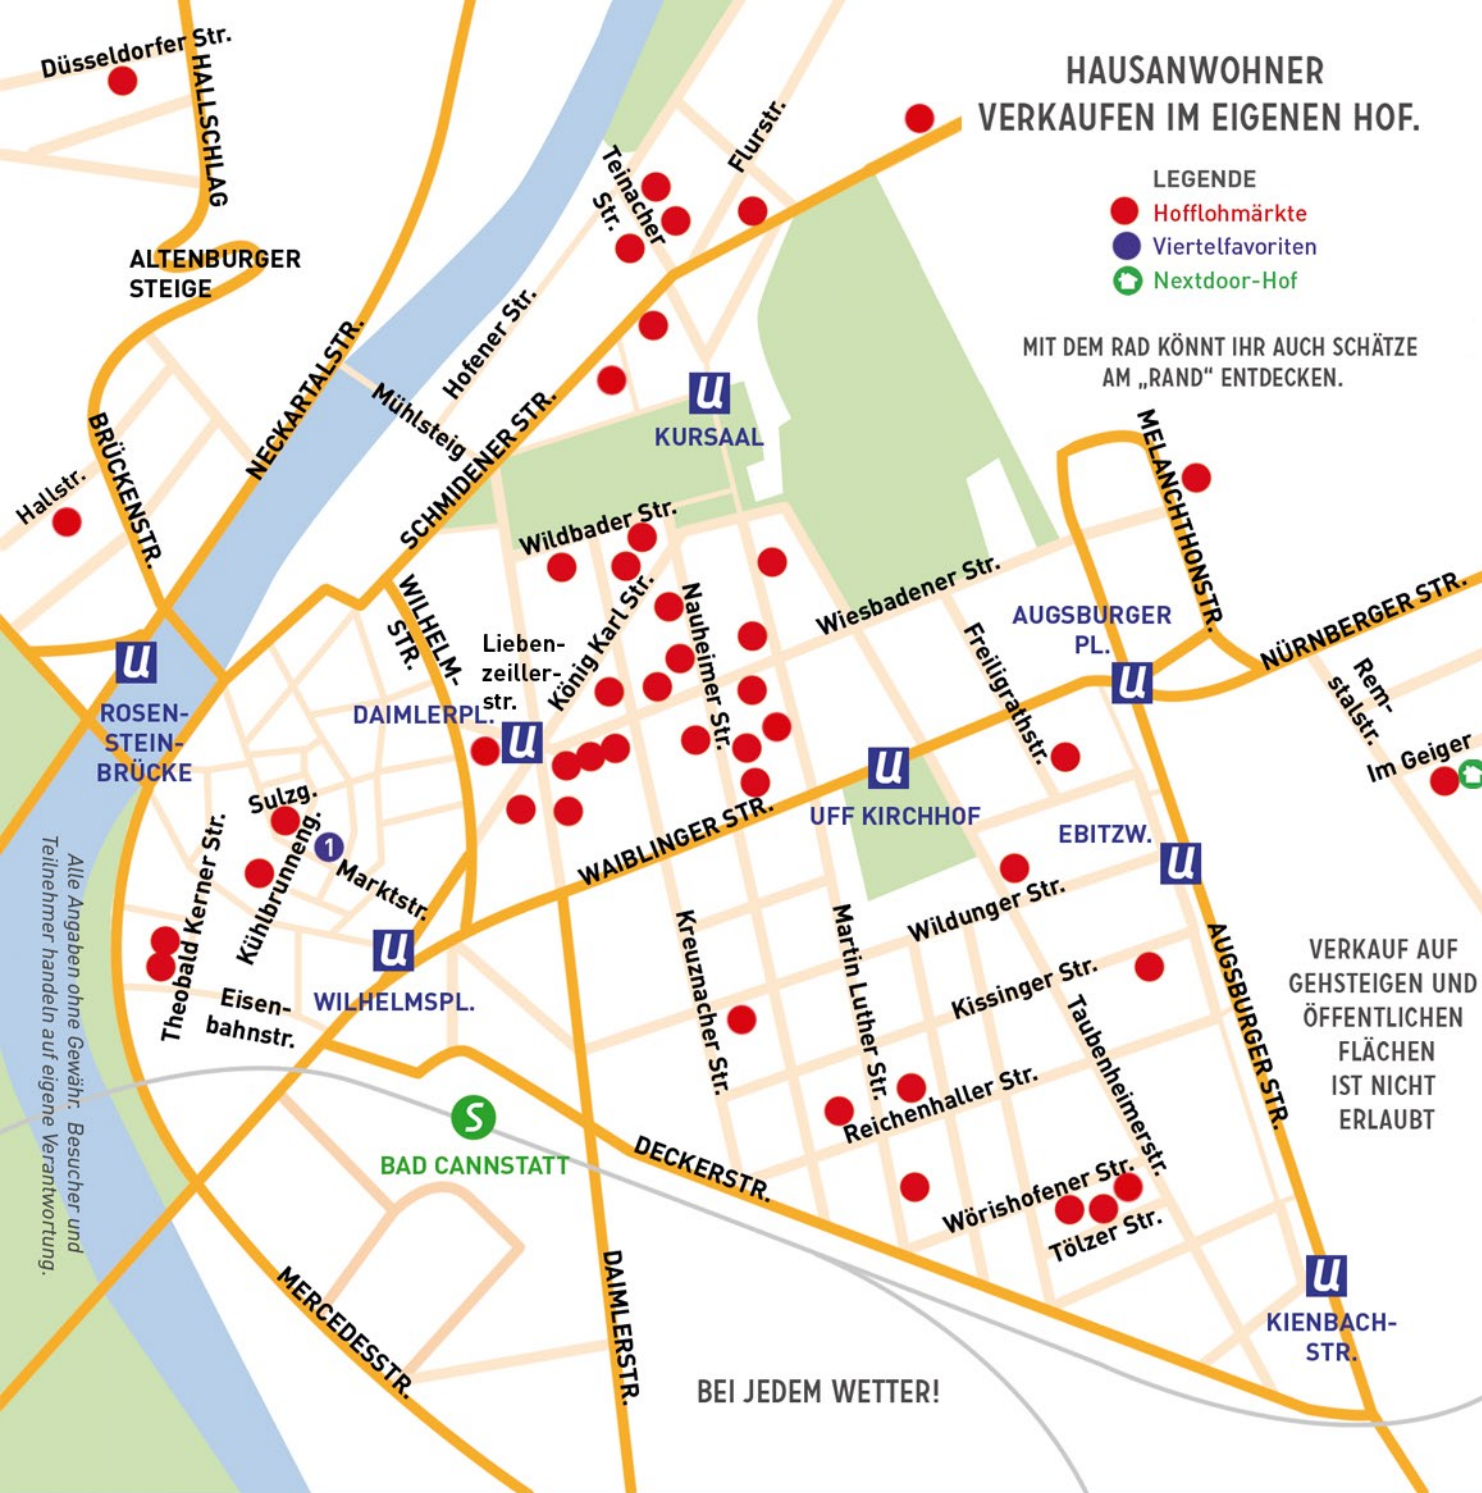 HAUSANWOHNER
VERKAUFEN IM EIGENEN HOF.
LEGENDE
Hofflohmärkte
Viertelfavoriten
Nextdoor-Hof
MIT DEM RAD KÖNNT IHR AUCH SCHÄTZE
AM „RAND“ ENTDECKEN.
Düsseldorfer Str.
HALLSCHLAG
ALTENBURGER
STEIGE
NECKARTALSTR.
BRÜCKENSTR.
Hallstr.
Teinacher
Str.
Flurstr.
Hofener Str.
Mühlsteig
SCHMIDENER STR.
U
KURSAAL
MELANCHTHONSTR.
Wildbader Str.
WILHELM-
STR.
Lieben-
zeiller-
str.
König Karl Str.
Nauheimer Str.
Wiesbadener Str.
Freiligrathstr.
AUGSBURGER
PL.
U
NÜRNBERGER STR.
Rem-
stalstr.
Im Geiger
U
ROSEN-
STEIN-
BRÜCKE
DAIMLERPL.
U
U
UFF KIRCHHOF
EBITZW.
U
Sulzg.
1
Kühlbrunneng.
Marktstr.
Theobald Kerner Str.
WAIBLINGER STR.
U
WILHELMSPL.
Eisen-
bahnstr.
Kreuznacher Str.
Martin Luther Str.
Wildunger Str.
Kissinger Str.
Taubenheimerstr.
AUGSBURGER STR.
VERKAUF AUF
GEHSTEIGEN UND
ÖFFENTLICHEN
FLÄCHEN
IST NICHT
ERLAUBT
Alle Angaben ohne Gewähr. Besucher und
Teilnehmer handeln auf eigene Verantwortung.
S
BAD CANNSTATT
DECKERSTR.
Reichenhaller Str.
Wörishofener Str.
Tölzer Str.
MERCEDESSTR.
DAIMLERSTR.
U
KIENBACH-
STR.
BEI JEDEM WETTER!